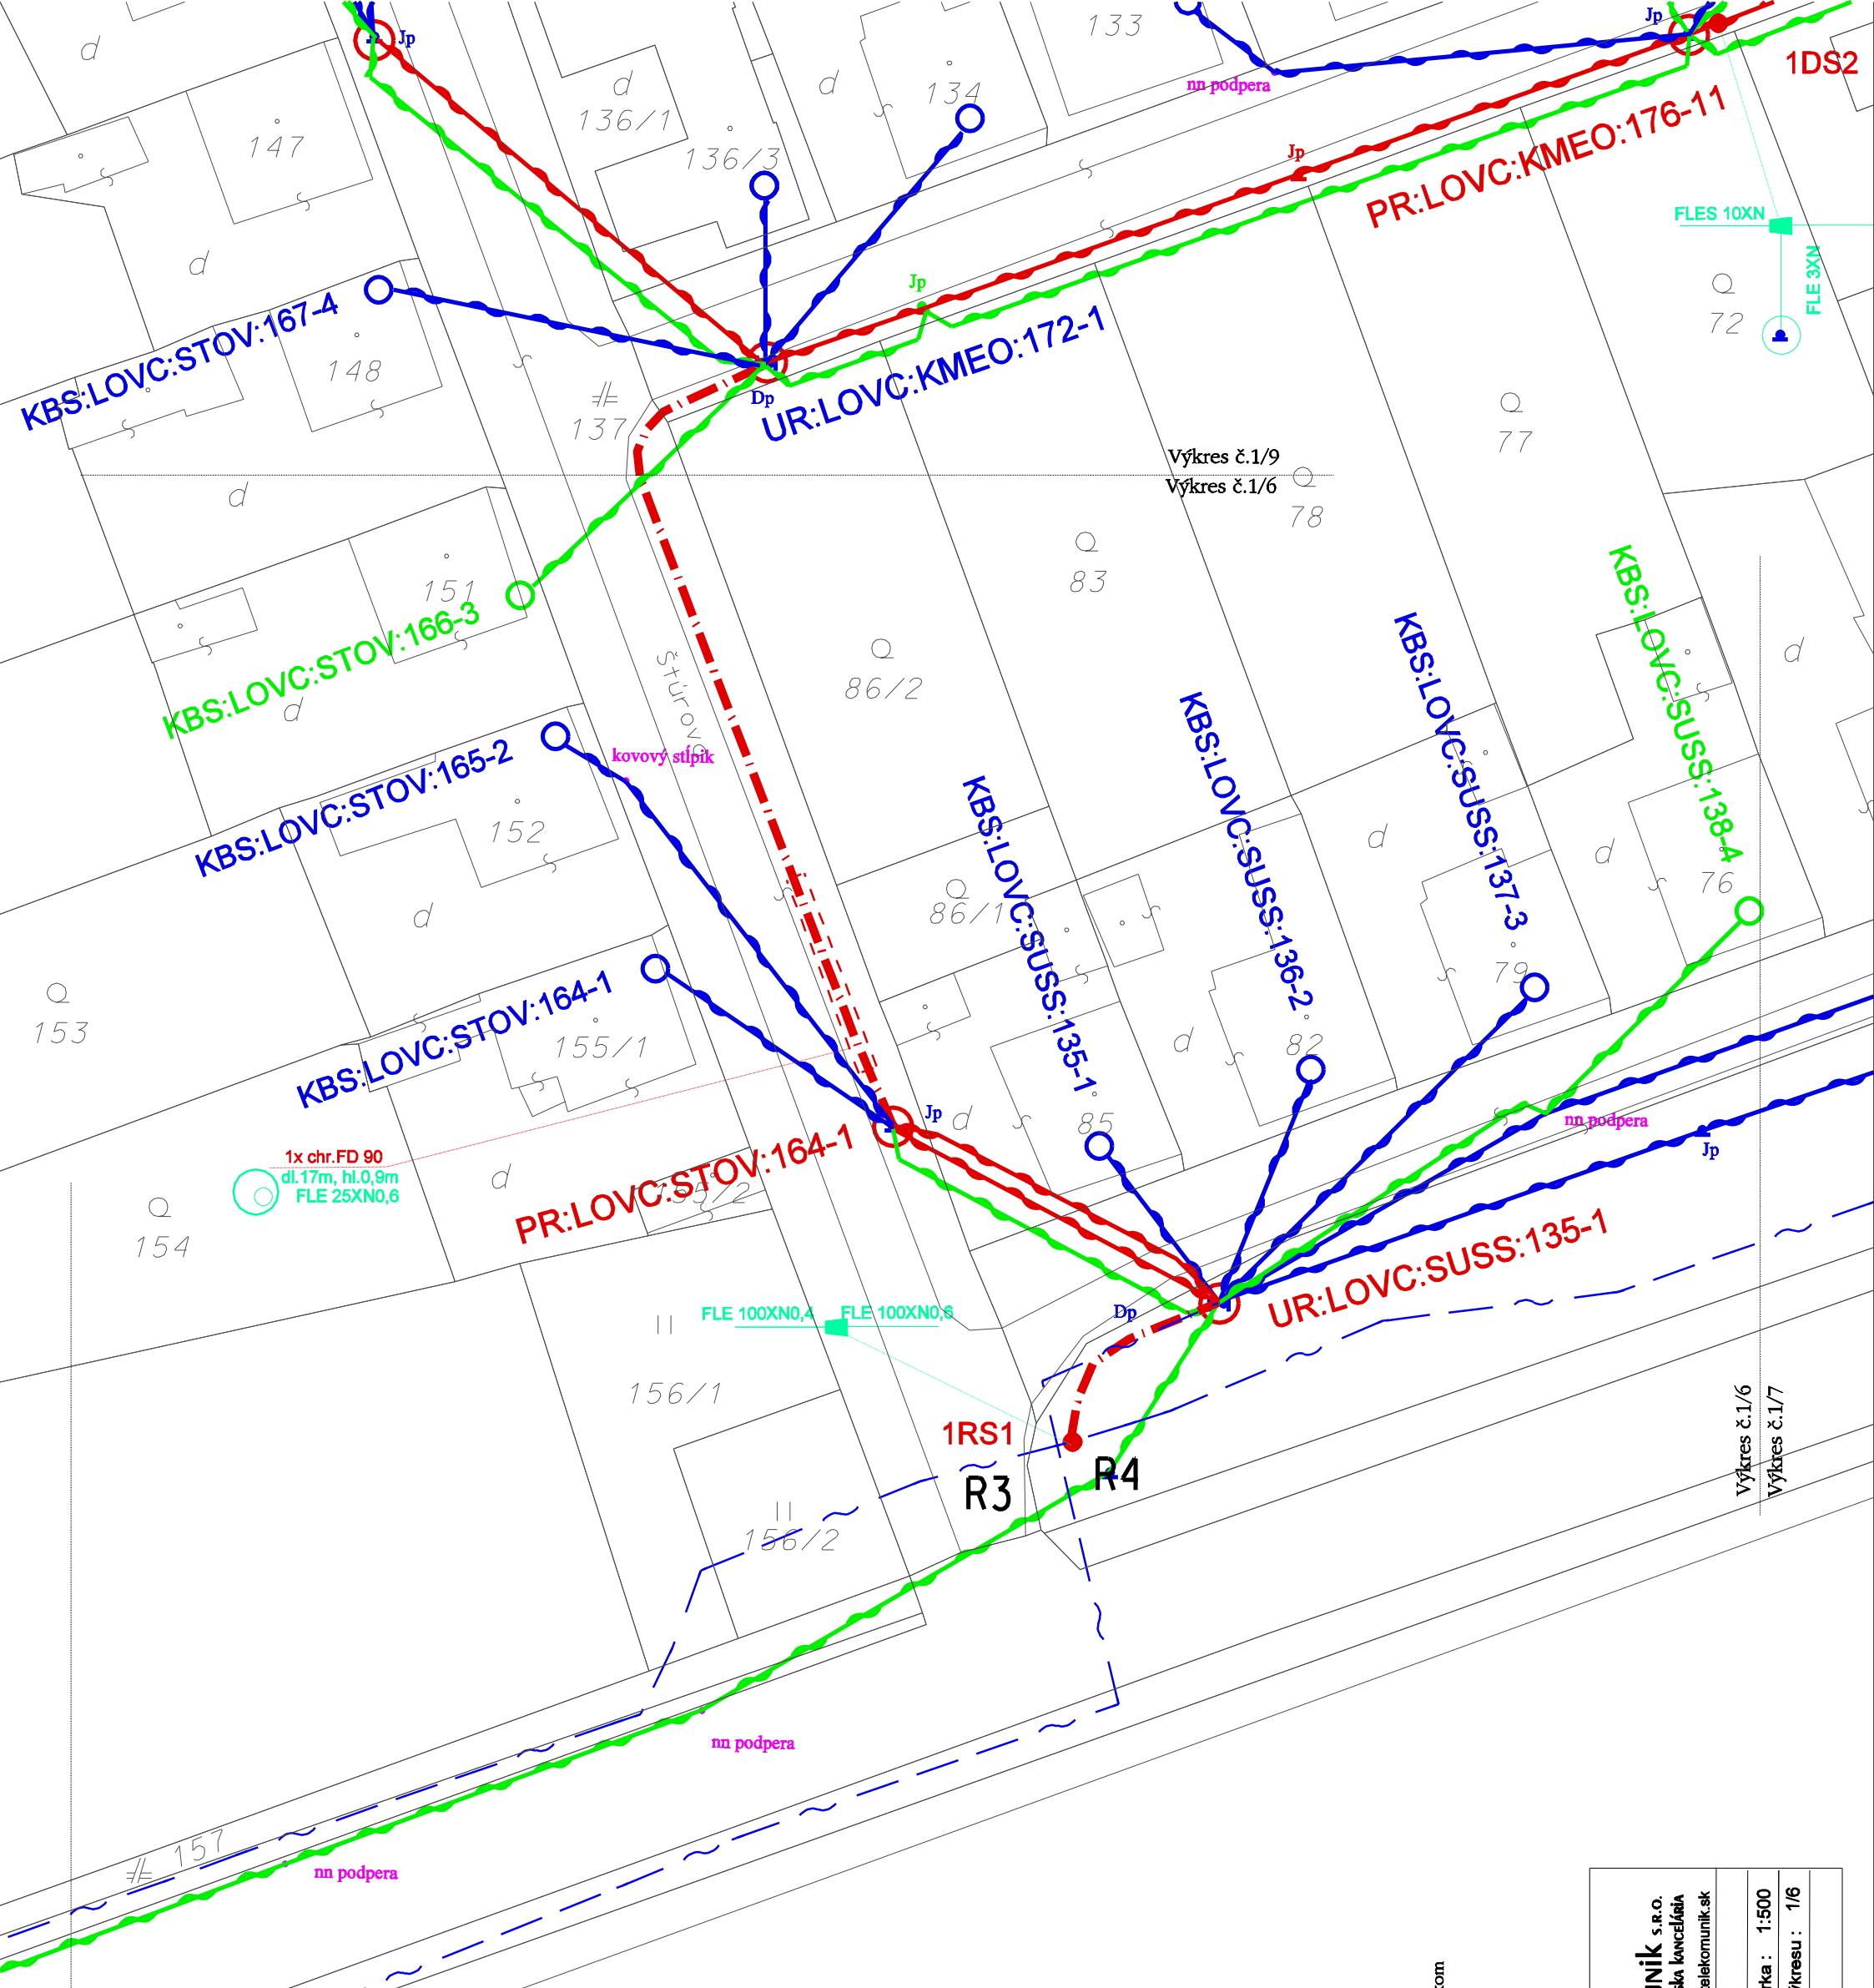 Jp
Jp
1DS2
133
d
d
d
134
nn podpera
136/1
136/3
147
Jp
PR:LOVC:KMEO:176-11
FLES 10XN
FLE 3XN
72
d
Jp
KBS:LOVC:STOV:167-4
148
UR:LOVC:KMEO:172-1
Dp
137
77
Výkres č.1/9
Výkres č.1/6
78
d
83
151
KBS:LOVC:STOV:166-3
d
86/2
Štúrova
KBS:LOVC:SUSS:138-4
KBS:LOVC:SUSS:137-3
KBS:LOVC:SUSS:136-2
KBS:LOVC:SUSS:135-1
d
kovový stĺpik
KBS:LOVC:STOV:165-2
152
d
d
76
86/1
d
79
153
KBS:LOVC:STOV:164-1
155/1
d
82
85
d
Jp
nn podpera
Jp
PR:LOVC:STOV:164-1
1x chr.FD 90
dl.17m, hl.0,9m
FLE 25XN0,6
d
155/2
154
UR:LOVC:SUSS:135-1
Dp
FLE 100XN0,4
FLE 100XN0,6
156/1
1RS1
R3
R4
Výkres č.1/6
Výkres č.1/7
156/2
nn podpera
157
nn podpera
S.R.O.
1:500
1/6